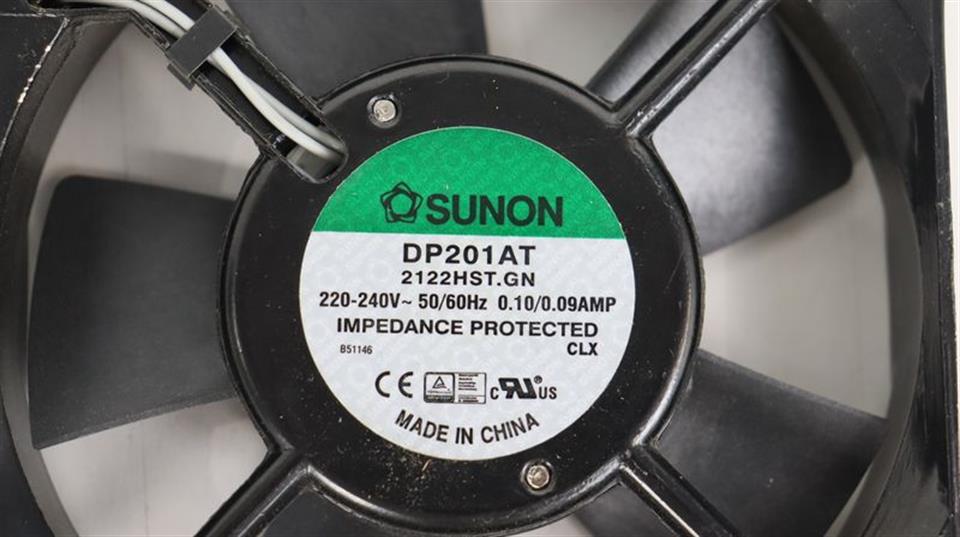 SUNON
DP201AT
2122HST.GN
220-240V~ 50/60Hz 0.10/0.09AMP
IMPEDANCE PROTECTED
B51146 CLX
CE c RU US
MADE IN CHINA